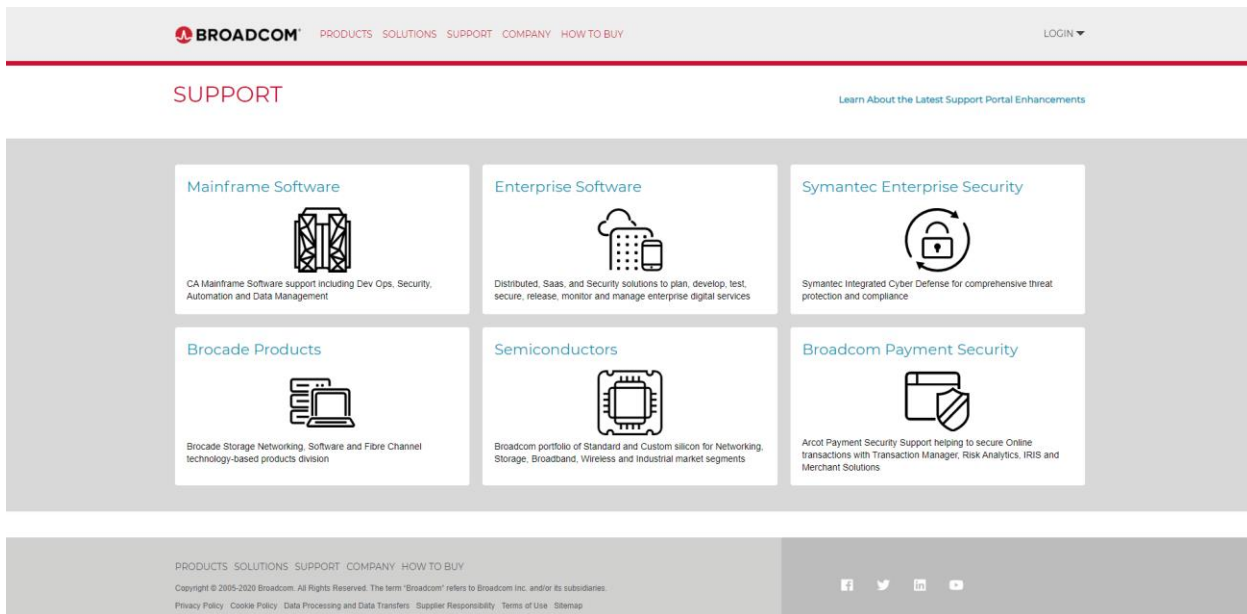 BROADCOM® PRODUCTS SOLUTIONS SUPPORT COMPANY HOW TO BUY LOGIN
SUPPORT
Learn About the Latest Support Portal Enhancements
Mainframe Software
CA Mainframe Software support including Dev Ops, Security,
Automation and Data Management
Enterprise Software
Distributed, Saas, and Security solutions to plan, develop, test,
secure, release, monitor and manage enterprise digital services
Symantec Enterprise Security
Symantec Integrated Cyber Defense for comprehensive threat
protection and compliance
Brocade Products
Brocade Storage Networking, Software and Fibre Channel
technology-based products division
Semiconductors
Broadcom portfolio of Standard and Custom silicon for Networking,
Storage, Broadband, Wireless and Industrial market segments
Broadcom Payment Security
Arcot Payment Security Support helping to secure Online
transactions with Transaction Manager, Risk Analytics, IRIS and
Merchant Solutions
PRODUCTS SOLUTIONS SUPPORT COMPANY HOW TO BUY
Copyright © 2005-2020 Broadcom. All Rights Reserved. The term "Broadcom" refers to Broadcom Inc. and/or its subsidiaries.
Privacy Policy Cookie Policy Data Processing and Data Transfers Supplier Responsibility Terms of Use Sitemap